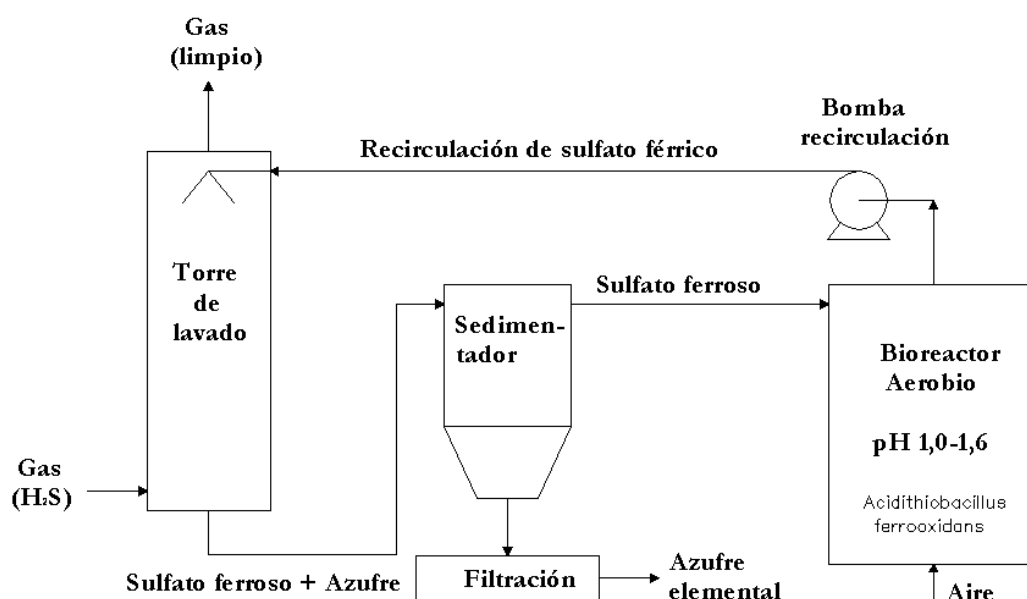 Gas
(limpio)
Bomba
recirculación
Recirculación de sulfato férrico
Torre
de
lavado
Sulfato ferroso
Sedimen-
tador
Bioreactor
Aerobio
pH 1,0-1,6
Acidithiobacillus
ferrooxidans
Gas
(H₂S)
Sulfato ferroso + Azufre
Filtración
Azufre
elemental
Aire